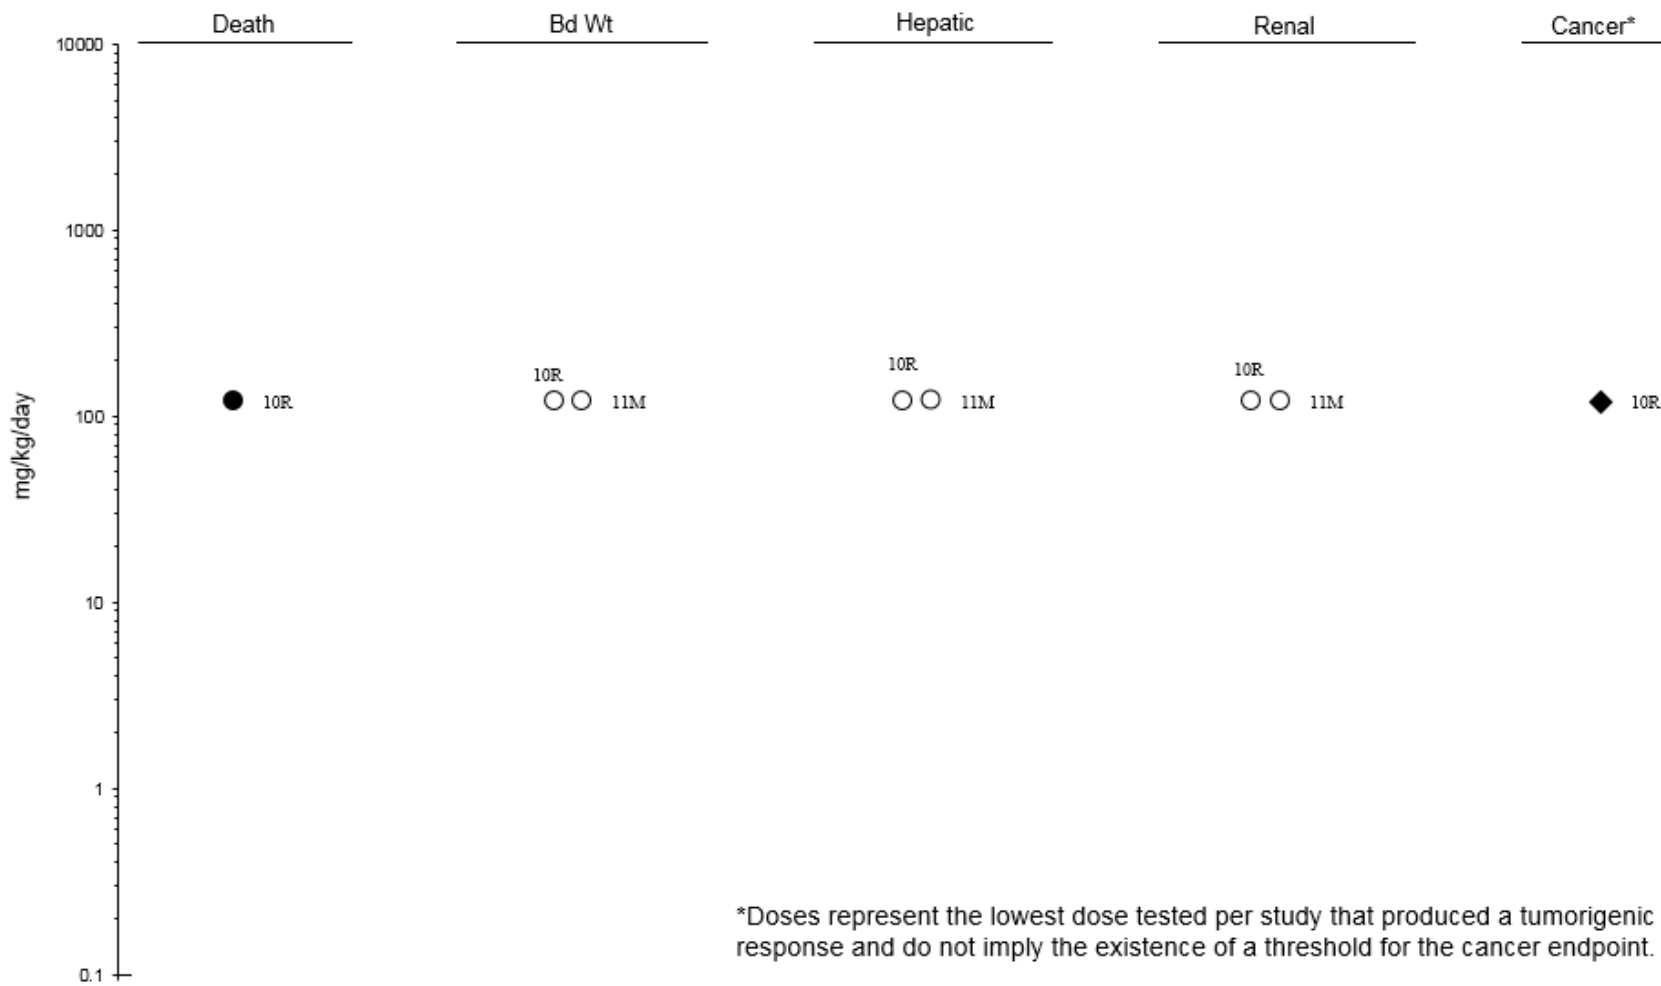 Death Bd Wt Hepatic Renal Cancer*
10000
1000
10R 10R 10R
10R 11M 11M 11M 10R
100
mg/kg/day
10
1
*Doses represent the lowest dose tested per study that produced a tumorigenic
response and do not imply the existence of a threshold for the cancer endpoint.
0.1